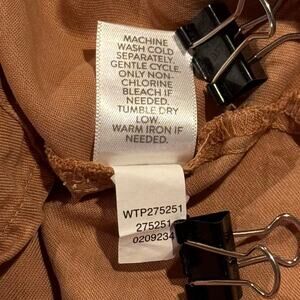 MACHINE
WASH COLD
SEPARATELY.
GENTLE CYCLE.
ONLY NON-
CHLORINE
BLEACH IF
NEEDED.
TUMBLE DRY
LOW.
WARM IRON IF
NEEDED.
WTP275251
275251
0209234